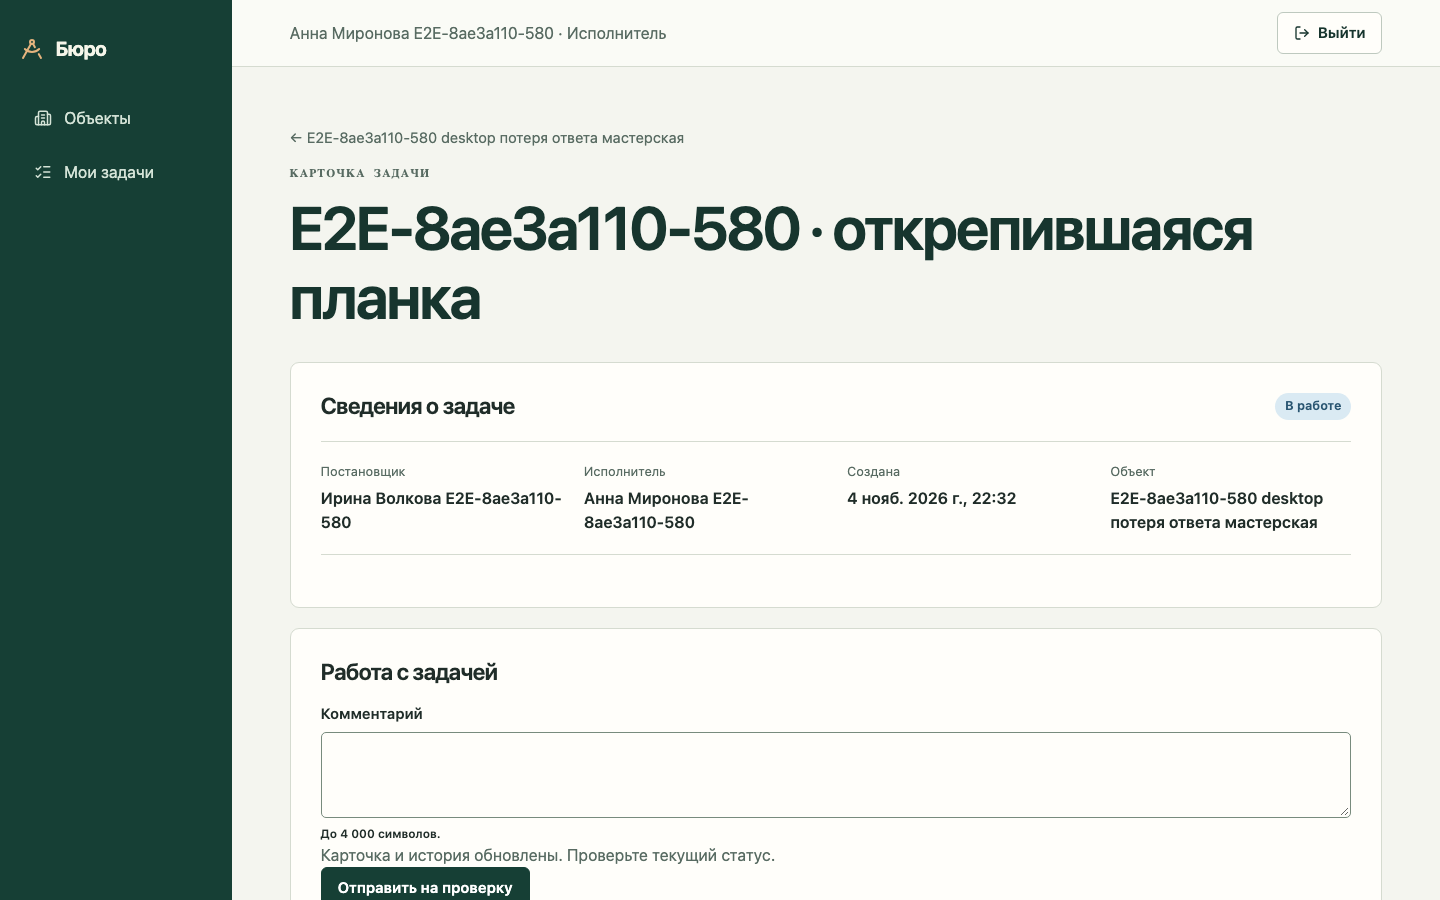 Бюро
Объекты
Мои задачи
Анна Миронова E2E-8ae3a110-580 · Исполнитель
Выйти
← E2E-8ae3a110-580 desktop потеря ответа мастерская
КАРТОЧКА ЗАДАЧИ
E2E-8ae3a110-580 · открепившаяся
планка
Сведения о задаче
В работе
Постановщик
Ирина Волкова E2E-8ae3a110-
580
Исполнитель
Анна Миронова E2E-
8ae3a110-580
Создана
4 нояб. 2026 г., 22:32
Объект
E2E-8ae3a110-580 desktop
потеря ответа мастерская
Работа с задачей
Комментарий
До 4 000 символов.
Карточка и история обновлены. Проверьте текущий статус.
Отправить на проверку